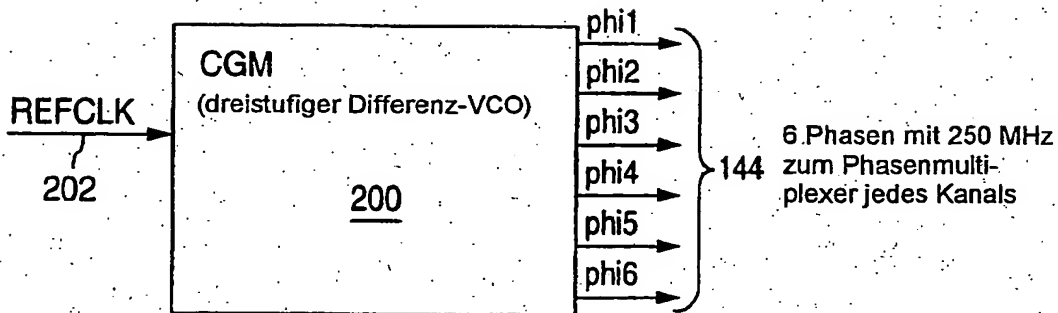 REFCLK
202
CGM
(dreistufiger Differenz-VCO)
200
phi1
phi2
phi3
phi4
phi5
phi6
144
6 Phasen mit 250 MHz
zum Phasenmulti-
plexer jedes Kanals